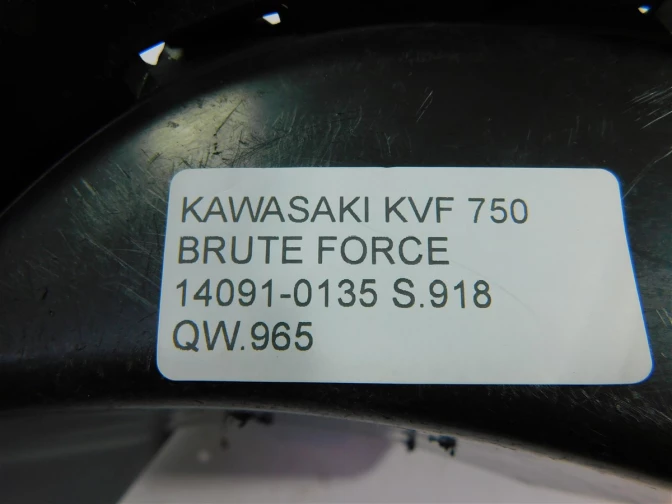 KAWASAKI KVF 750
BRUTE FORCE
14091-0135 S.918
QW.965